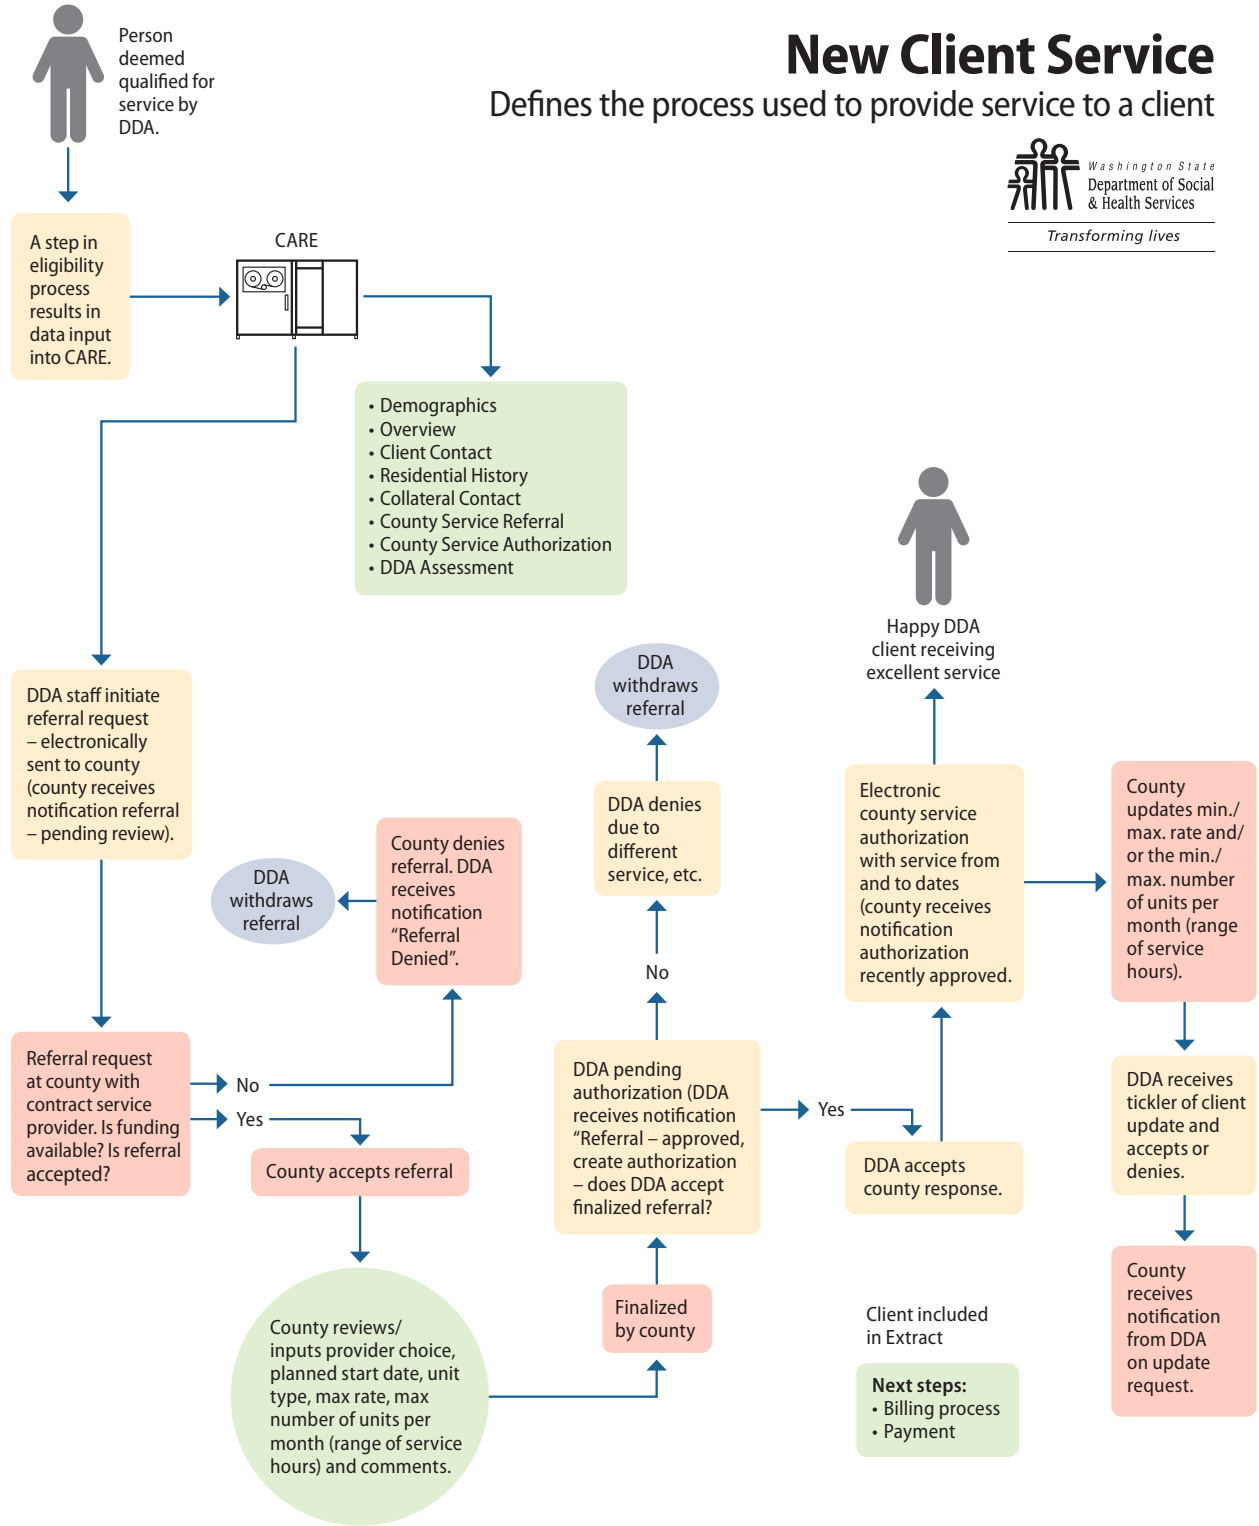 New Client Service
Defines the process used to provide service to a client
Washington State
Department of Social
& Health Services
Transforming lives
Person
deemed
qualified for
service by
DDA.
A step in
eligibility
process
results in
data input
into CARE.
CARE
• Demographics
• Overview
• Client Contact
• Residential History
• Collateral Contact
• County Service Referral
• County Service Authorization
• DDA Assessment
DDA staff initiate
referral request
– electronically
sent to county
(county receives
notification referral
– pending review).
Referral request
at county with
contract service
provider. Is funding
available? Is referral
accepted?
No
County denies
referral. DDA
receives
notification
“Referral
Denied”.
DDA
withdraws
referral
Yes
County accepts referral
County reviews/
inputs provider choice,
planned start date, unit
type, max rate, max
number of units per
month (range of service
hours) and comments.
Finalized
by county
DDA pending
authorization (DDA
receives notification
“Referral – approved,
create authorization
– does DDA accept
finalized referral?
No
DDA denies
due to
different
service, etc.
DDA
withdraws
referral
Yes
DDA accepts
county response.
Electronic
county service
authorization
with service from
and to dates
(county receives
notification
authorization
recently approved.
Happy DDA
client receiving
excellent service
County
updates min./
max. rate and/
or the min./
max. number
of units per
month (range
of service
hours).
DDA receives
tickler of client
update and
accepts or
denies.
County
receives
notification
from DDA
on update
request.
Client included
in Extract
Next steps:
• Billing process
• Payment